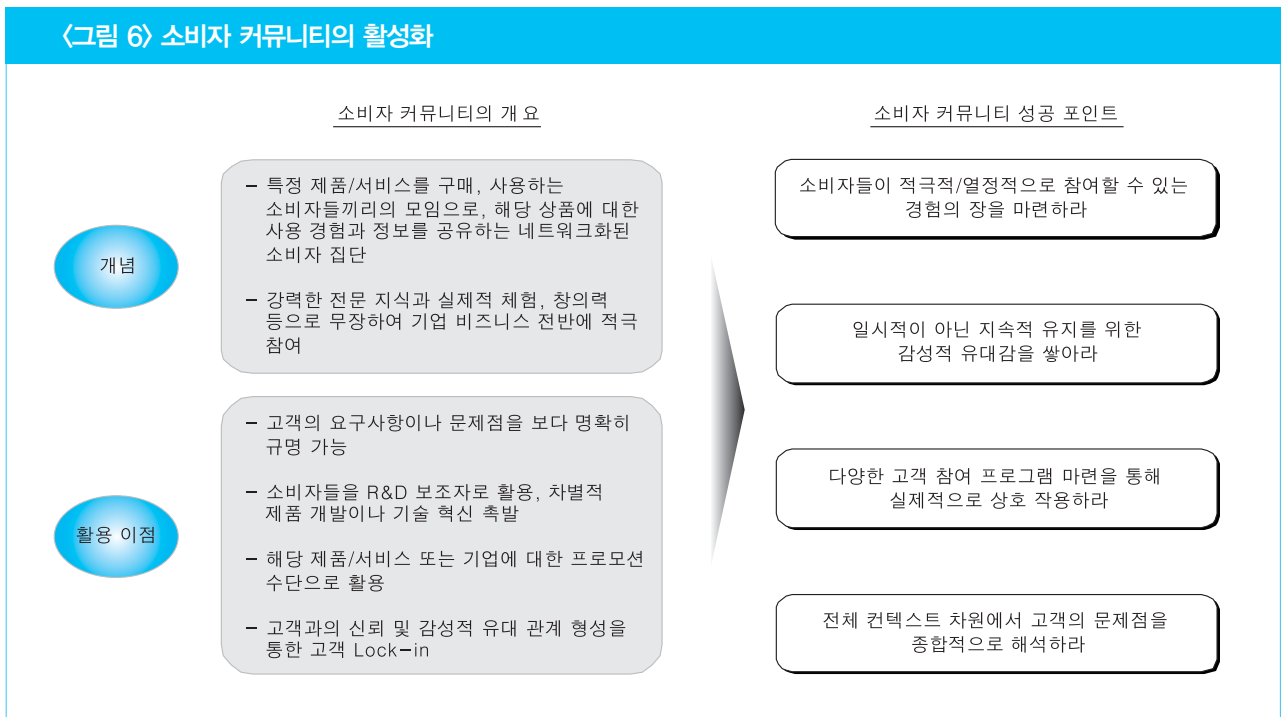 〈그림 6〉 소비자 커뮤니티의 활성화
소비자 커뮤니티의 개요
개념
– 특정 제품/서비스를 구매, 사용하는
소비자들끼리의 모임으로, 해당 상품에 대한
사용 경험과 정보를 공유하는 네트워크화된
소비자 집단
– 강력한 전문 지식과 실제적 체험, 창의력
등으로 무장하여 기업 비즈니스 전반에 적극
참여
활용 이점
– 고객의 요구사항이나 문제점을 보다 명확히
규명 가능
– 소비자들을 R&D 보조자로 활용, 차별적
제품 개발이나 기술 혁신 촉발
– 해당 제품/서비스 또는 기업에 대한 프로모션
수단으로 활용
– 고객과의 신뢰 및 감성적 유대 관계 형성을
통한 고객 Lock–in
소비자 커뮤니티 성공 포인트
소비자들이 적극적/열정적으로 참여할 수 있는
경험의 장을 마련하라
일시적이 아닌 지속적 유지를 위한
감성적 유대감을 쌓아라
다양한 고객 참여 프로그램 마련을 통해
실제적으로 상호 작용하라
전체 컨텍스트 차원에서 고객의 문제점을
종합적으로 해석하라